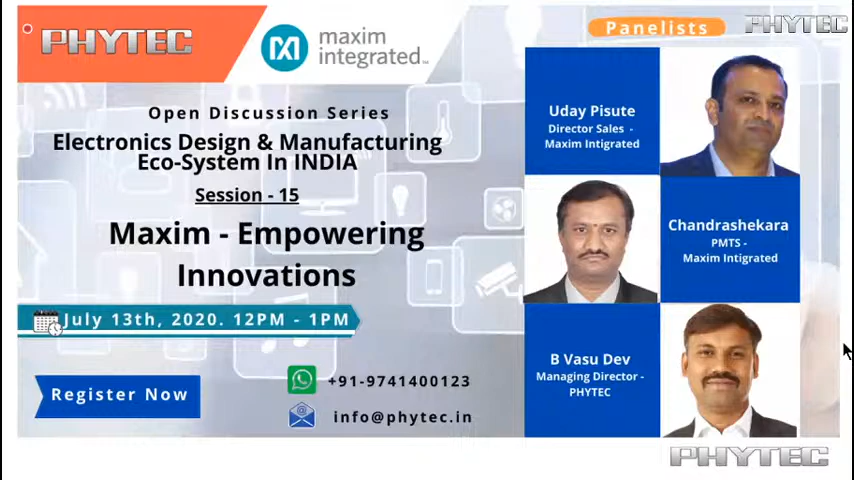 PHYTEC
maxim
integrated™
Open Discussion Series
Electronics Design & Manufacturing
Eco-System In INDIA
Session - 15
Maxim - Empowering
Innovations
July 13th, 2020. 12PM - 1PM
Register Now
+91-9741400123
info@phytec.in
Panelists
PHYTEC
Uday Pisute
Director Sales -
Maxim Intigrated
Chandrashekara
PMTS -
Maxim Intigrated
B Vasu Dev
Managing Director -
PHYTEC
PHYTEC